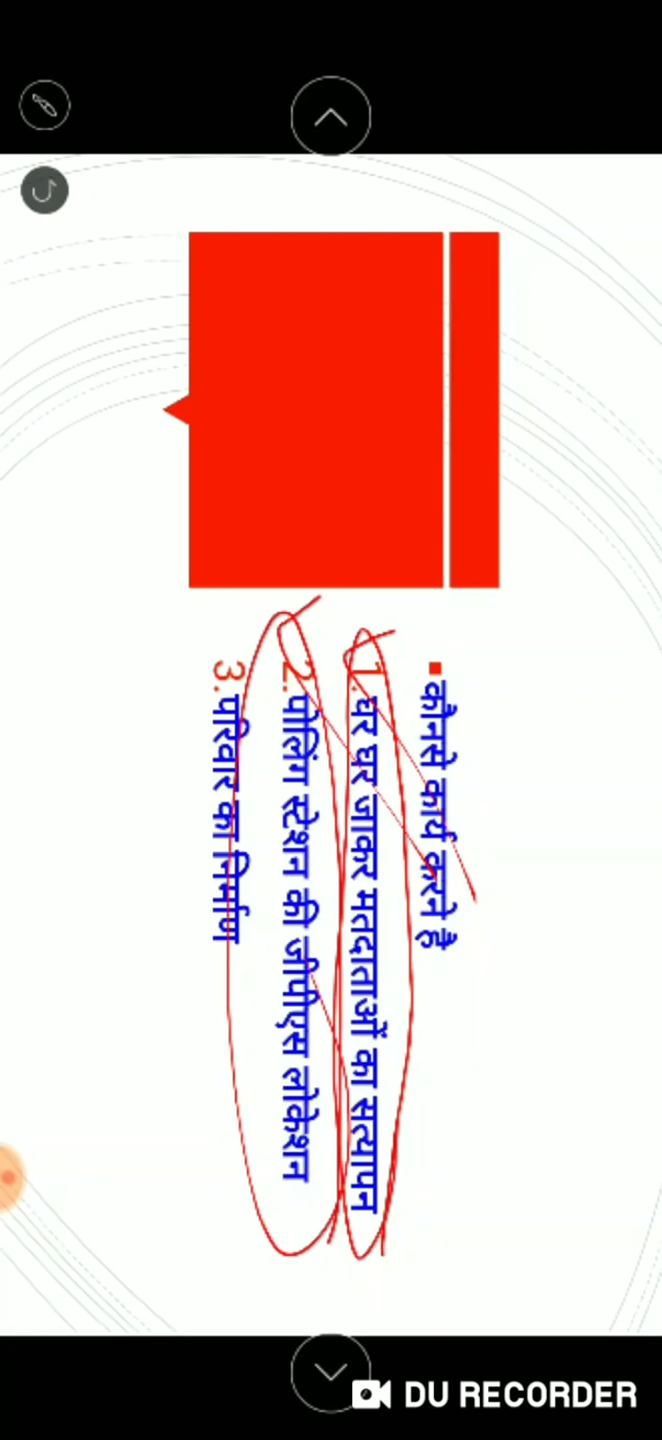 कौनसे कार्य करने है
1. घर घर जाकर मतदाताओं का सत्यापन
2. पोलिंग स्टेशन की जीपीएस लोकेशन
3. परिवार का निर्माण
DU RECORDER